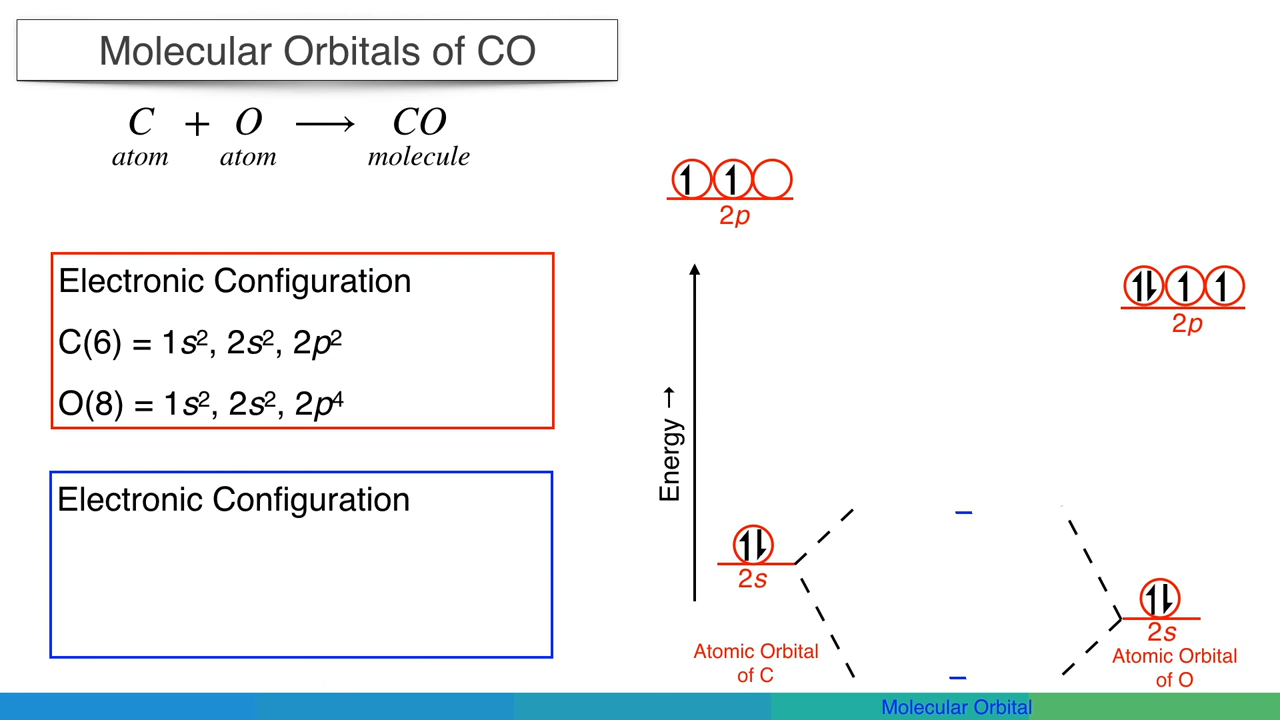 Molecular Orbitals of CO
C + O ⟶ CO
atom atom molecule
2p
Electronic Configuration
C(6) = 1s², 2s², 2p²
2p
O(8) = 1s², 2s², 2p⁴
Energy →
Electronic Configuration
2s
2s
Atomic Orbital
of C
Atomic Orbital
of O
Molecular Orbital